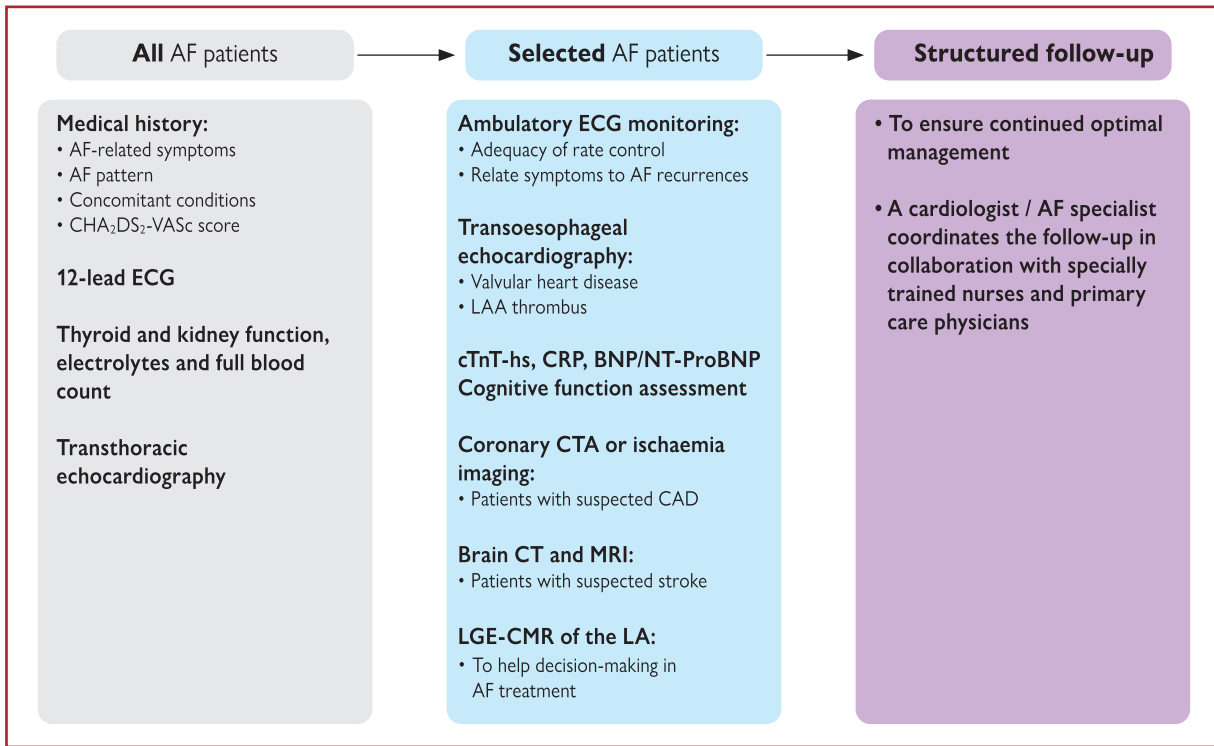 All AF patients
Selected AF patients
Structured follow-up
Medical history:
• AF-related symptoms
• AF pattern
• Concomitant conditions
• CHA₂DS₂-VASc score
12-lead ECG
Thyroid and kidney function,
electrolytes and full blood
count
Transthoracic
echocardiography
Ambulatory ECG monitoring:
• Adequacy of rate control
• Relate symptoms to AF recurrences
Transoesophageal
echocardiography:
• Valvular heart disease
• LAA thrombus
cTnT-hs, CRP, BNP/NT-ProBNP
Cognitive function assessment
Coronary CTA or ischaemia
imaging:
• Patients with suspected CAD
Brain CT and MRI:
• Patients with suspected stroke
LGE-CMR of the LA:
• To help decision-making in
AF treatment
• To ensure continued optimal
management
• A cardiologist / AF specialist
coordinates the follow-up in
collaboration with specially
trained nurses and primary
care physicians